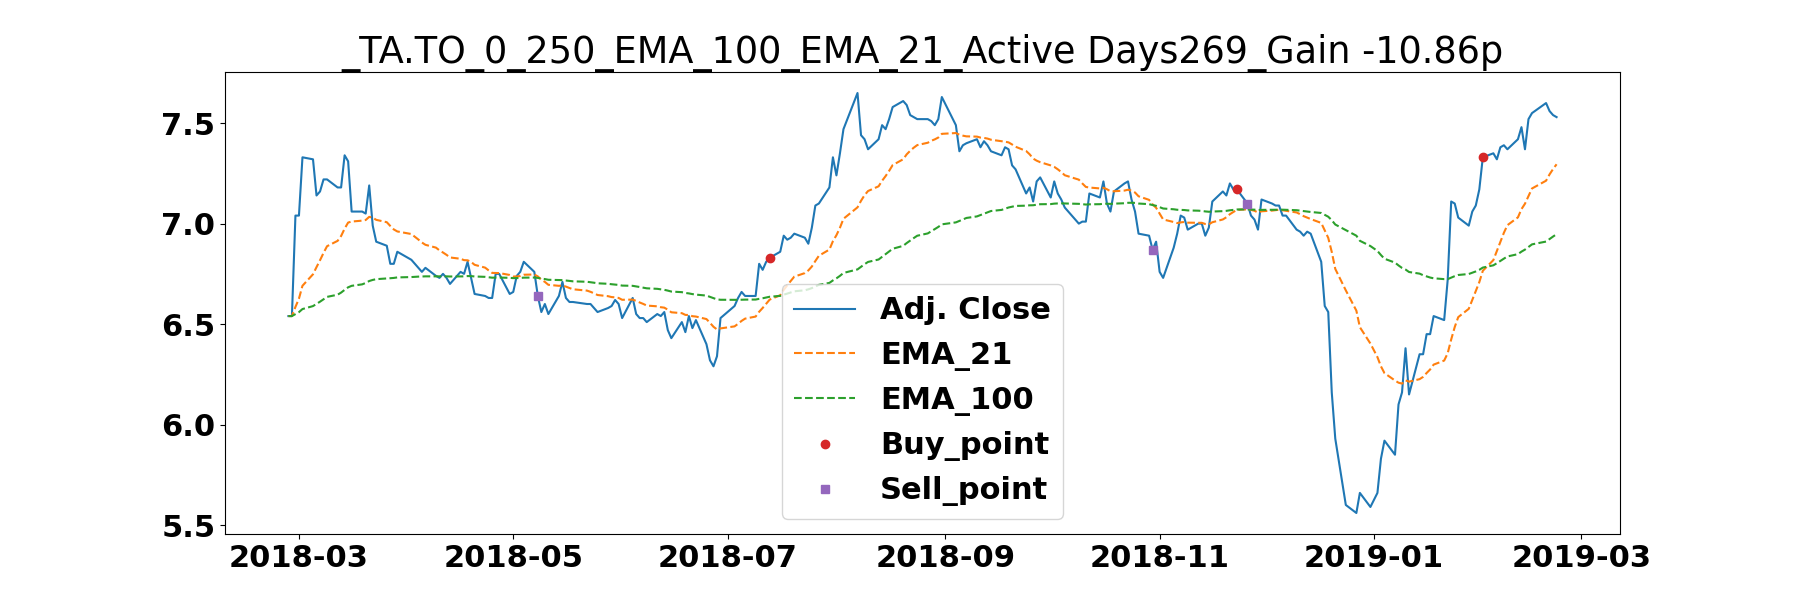 _TA.TO_0_250_EMA_100_EMA_21_Active Days269_Gain -10.86p
7.5
7.0
6.5
6.0
5.5
Adj. Close
EMA_21
EMA_100
Buy_point
Sell_point
2018-03 2018-05 2018-07 2018-09 2018-11 2019-01 2019-03